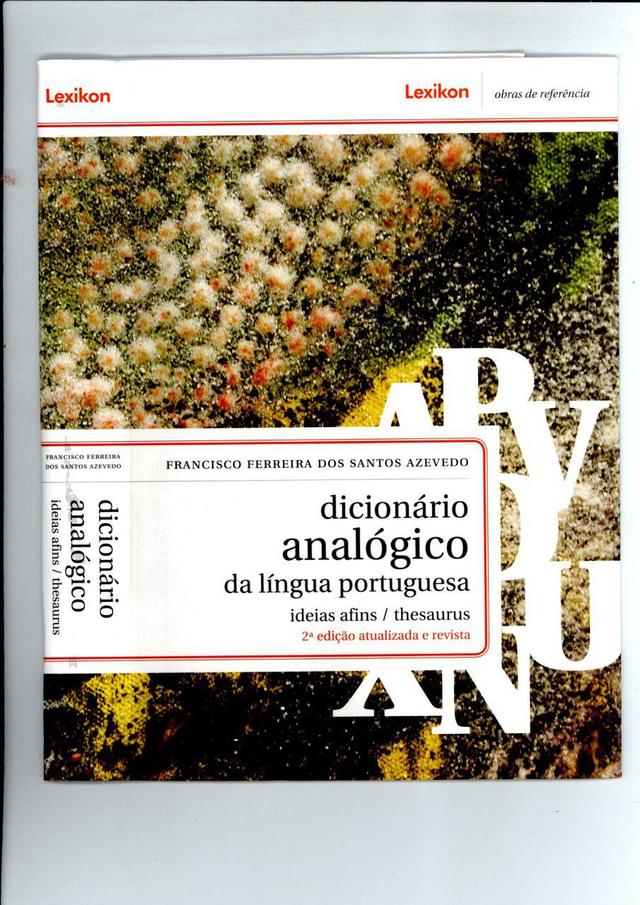 Lexikon
Lexikon
obras de referência
FRANCISCO FERREIRA
DOS SANTOS AZEVEDO
dicionário
analógico
ideias afins / thesaurus
FRANCISCO FERREIRA DOS SANTOS AZEVEDO
dicionário
analógico
da língua portuguesa
ideias afins / thesaurus
2ª edição atualizada e revista